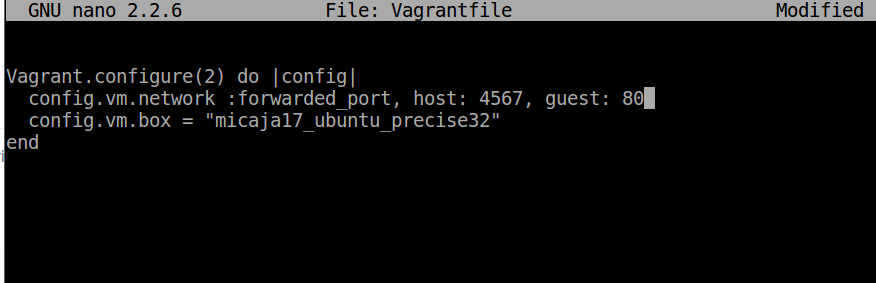 GNU nano 2.2.6 File: Vagrantfile Modified
Vagrant.configure(2) do |config|
config.vm.network :forwarded_port, host: 4567, guest: 80
config.vm.box = "micaja17_ubuntu_precise32"
end